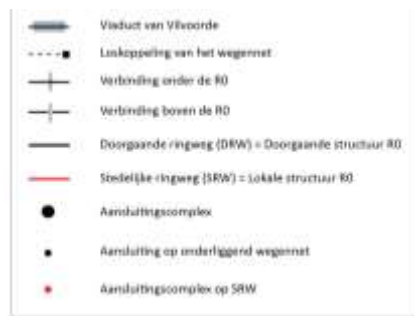 Viaduct van Vilvoorde
Loskoppeling van het wegennet
Verbinding onder de R0
Verbinding boven de R0
Doorgaande ringweg (DRW) = Doorgaande structuur R0
Stedelijke ringweg (SRW) = Lokale structuur R0
Aansluitingscomplex
Aansluiting op onderliggend wegennet
Aansluitingscomplex op SRW